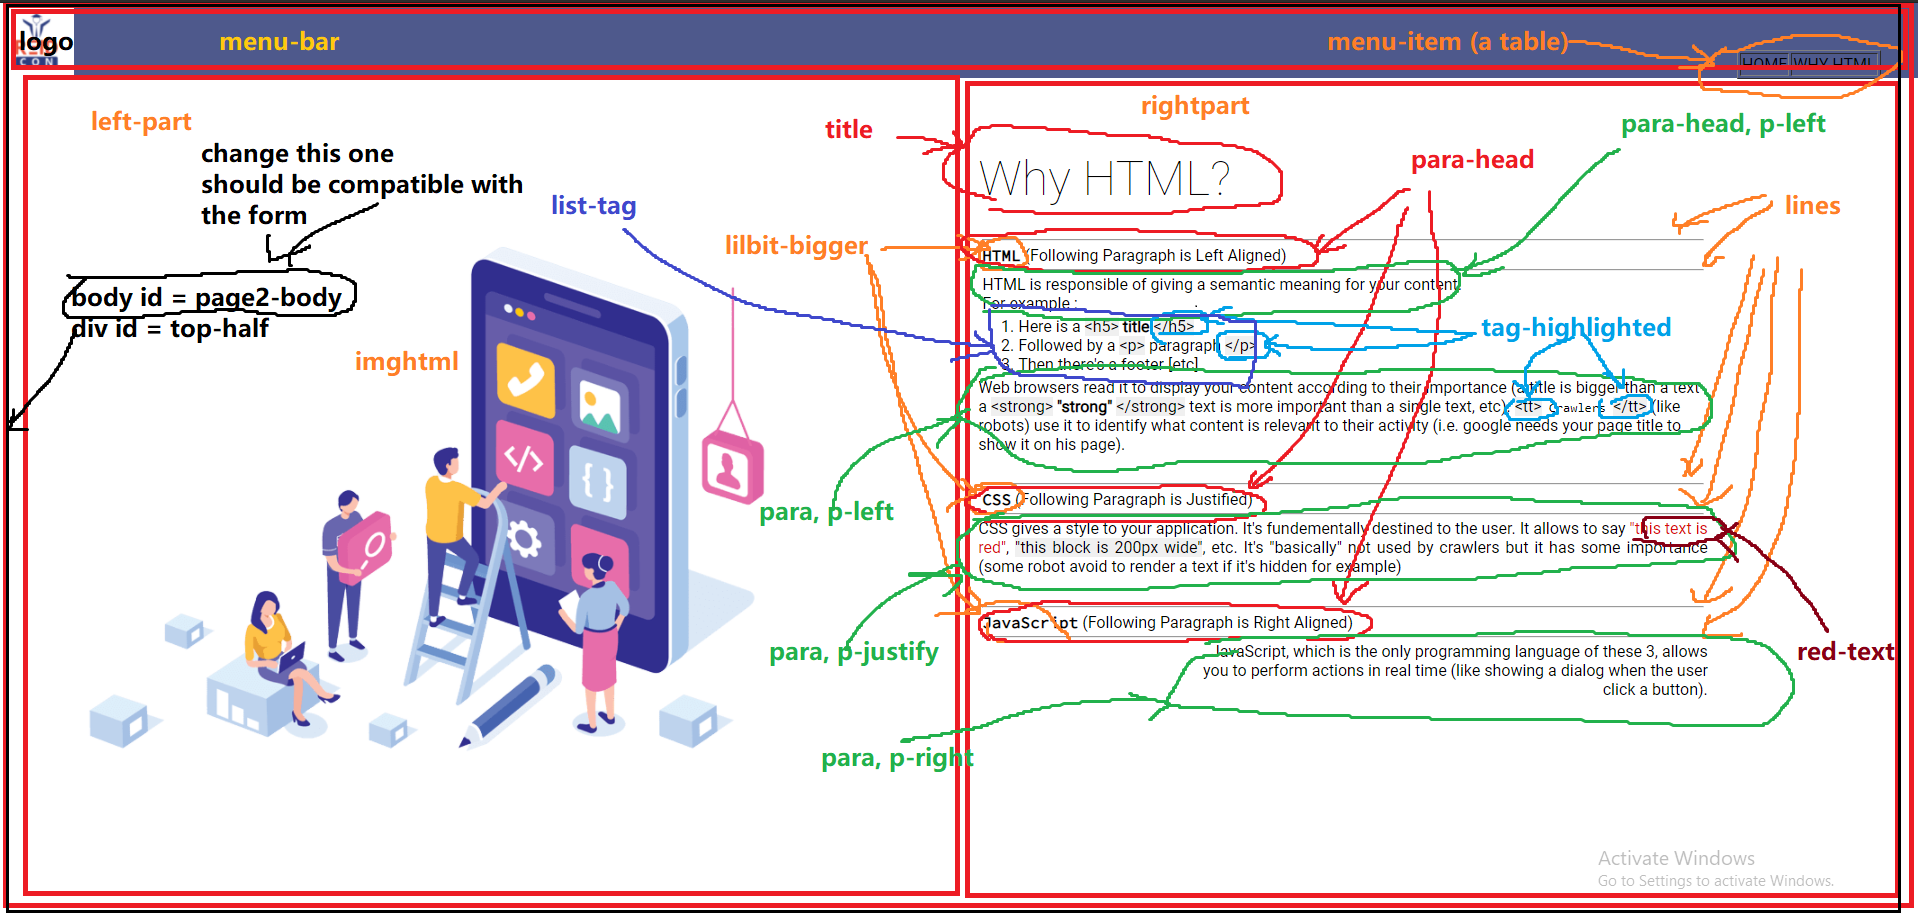 logo
CON
menu-bar
menu-item (a table)
HOME WHY HTML
left-part
change this one
should be compatible with
the form
body id = page2-body
div id = top-half
imghtml
list-tag
lilbit-bigger
title
rightpart
para-head, p-left
para-head
lines
Why HTML?
HTML (Following Paragraph is Left Aligned)
HTML is responsible of giving a semantic meaning for your content.
For example :
1. Here is a <h5> title </h5>
2. Followed by a <p> paragraph </p>
3. Then there's a footer [etc]
tag-highlighted
Web browsers read it to display your content according to their importance (a title is bigger than a text
a <strong> "strong" </strong> text is more important than a single text, etc) <tt> Crawlers </tt> (like
robots) use it to identify what content is relevant to their activity (i.e. google needs your page title to
show it on his page).
para, p-left
CSS (Following Paragraph is Justified)
CSS gives a style to your application. It's fundementally destined to the user. It allows to say "this text is
red", "this block is 200px wide", etc. It's "basically" not used by crawlers but it has some importance
(some robot avoid to render a text if it's hidden for example)
para, p-justify
JavaScript (Following Paragraph is Right Aligned)
red-text
JavaScript, which is the only programming language of these 3, allows
you to perform actions in real time (like showing a dialog when the user
click a button).
para, p-right
Activate Windows
Go to Settings to activate Windows.